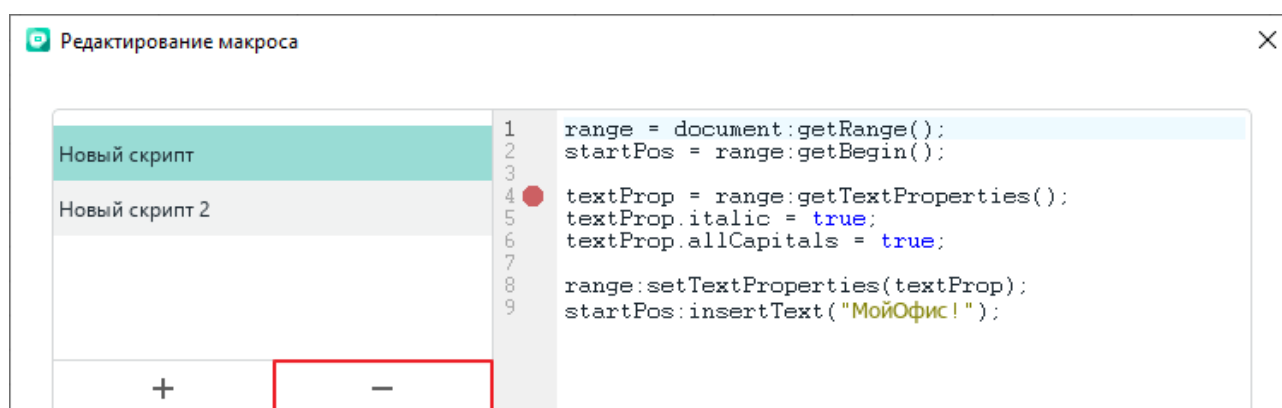 Редактирование макроса
Новый скрипт
Новый скрипт 2
+ −
1 range = document:getRange();
2 startPos = range:getBegin();
3
4 textProp = range:getTextProperties();
5 textProp.italic = true;
6 textProp.allCapitals = true;
7
8 range:setTextProperties(textProp);
9 startPos:insertText("МойОфис!");